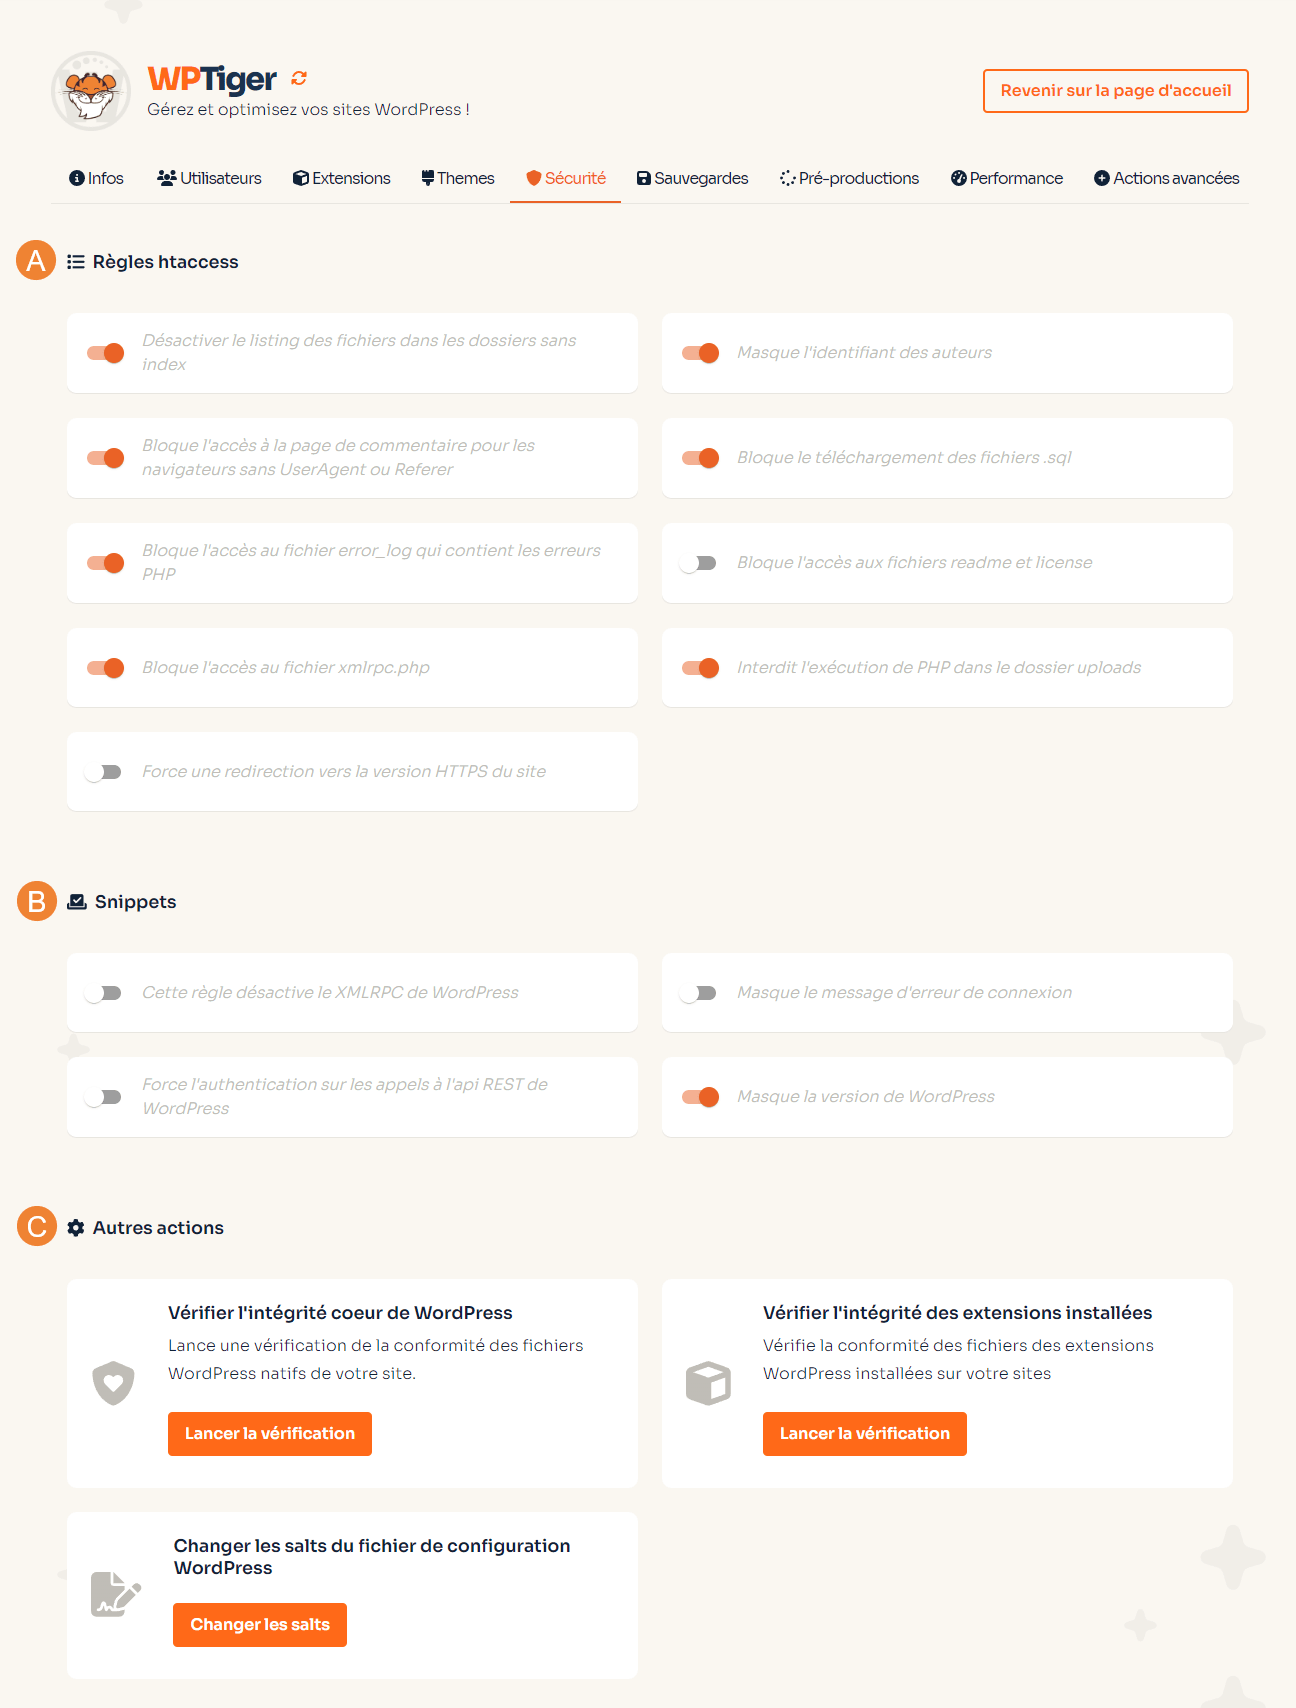 WPTiger
Gérez et optimisez vos sites WordPress !
Revenir sur la page d'accueil
Infos
Utilisateurs
Extensions
Themes
Sécurité
Sauvegardes
Pré-productions
Performance
Actions avancées
A
Règles htaccess
Désactiver le listing des fichiers dans les dossiers sans
index
Masque l'identifiant des auteurs
Bloque l'accès à la page de commentaire pour les
navigateurs sans UserAgent ou Referer
Bloque le téléchargement des fichiers .sql
Bloque l'accès au fichier error_log qui contient les erreurs
PHP
Bloque l'accès aux fichiers readme et license
Bloque l'accès au fichier xmlrpc.php
Interdit l'exécution de PHP dans le dossier uploads
Force une redirection vers la version HTTPS du site
B
Snippets
Cette règle désactive le XMLRPC de WordPress
Masque le message d'erreur de connexion
Force l'authentication sur les appels à l'api REST de
WordPress
Masque la version de WordPress
C
Autres actions
Vérifier l'intégrité coeur de WordPress
Lance une vérification de la conformité des fichiers
WordPress natifs de votre site.
Lancer la vérification
Vérifier l'intégrité des extensions installées
Vérifie la conformité des fichiers des extensions
WordPress installées sur votre sites
Lancer la vérification
Changer les salts du fichier de configuration
WordPress
Changer les salts